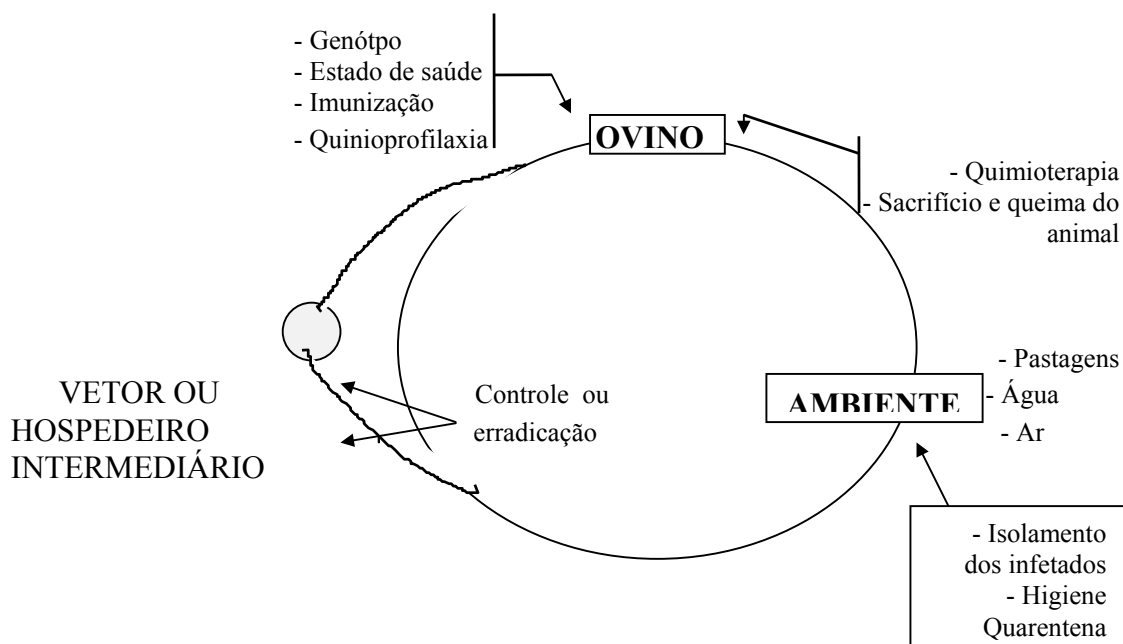 - Genótpo
- Estado de saúde
- Imunização
- Quinioprofilaxia
OVINO
- Quimioterapia
- Sacrifício e queima do
animal
VETOR OU
HOSPEDEIRO
INTERMEDIÁRIO
Controle ou
erradicação
AMBIENTE
- Pastagens
- Água
- Ar
- Isolamento
dos infetados
- Higiene
Quarentena